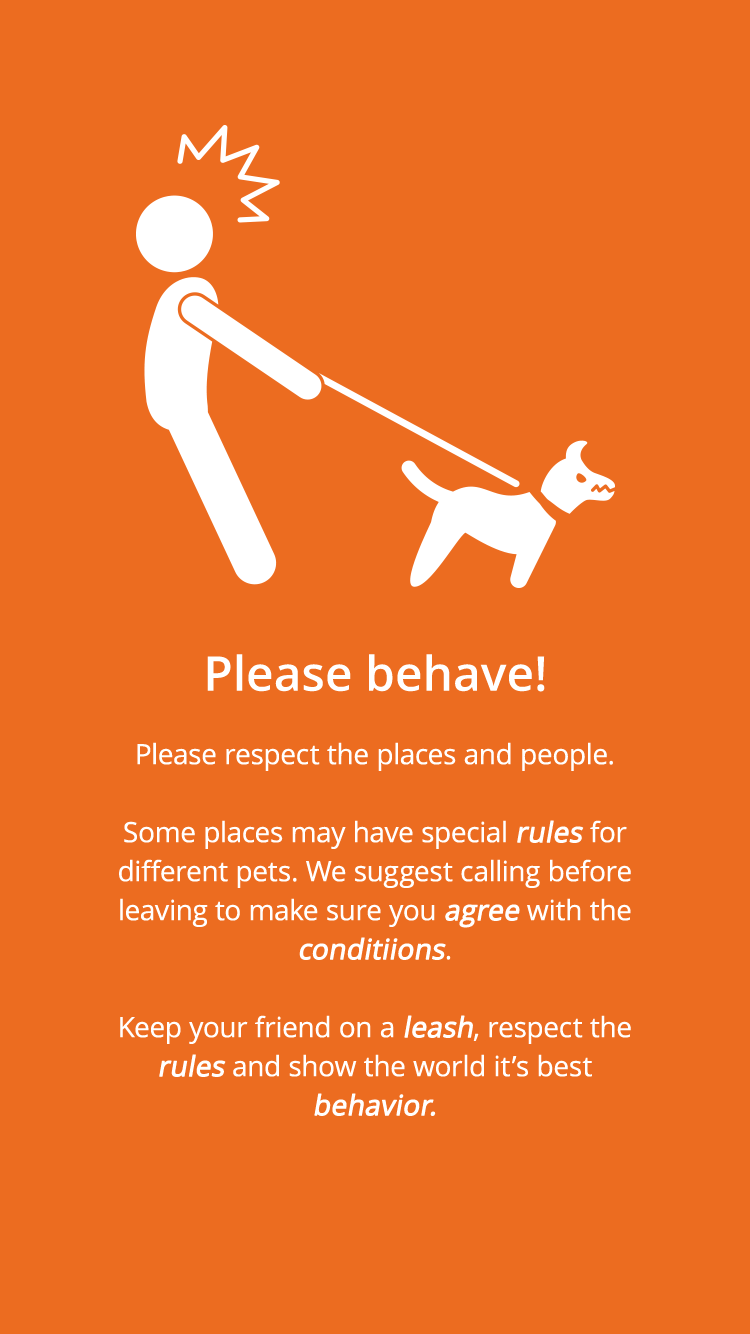 Please behave!
Please respect the places and people.
Some places may have special rules for
different pets. We suggest calling before
leaving to make sure you agree with the
conditiions.
Keep your friend on a leash, respect the
rules and show the world it’s best
behavior.